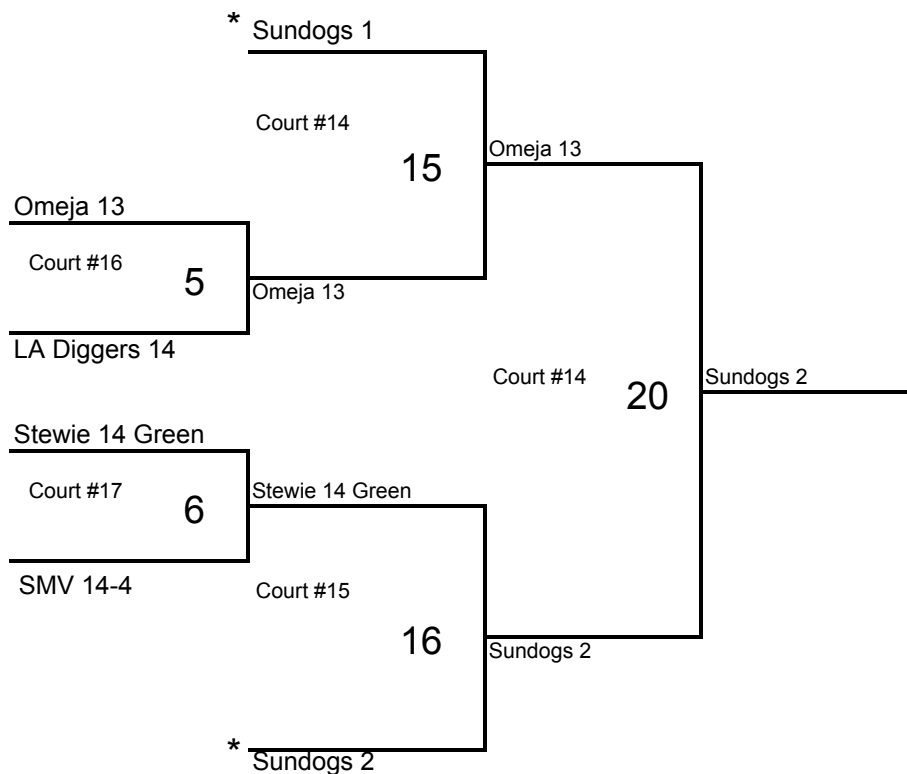 * Sundogs 1
Court #14
15
Omeja 13
Omeja 13
Court #16
5
Omeja 13
LA Diggers 14
Court #14
20
Sundogs 2
Stewie 14 Green
Court #17
6
Stewie 14 Green
SMV 14-4
Court #15
16
Sundogs 2
* Sundogs 2